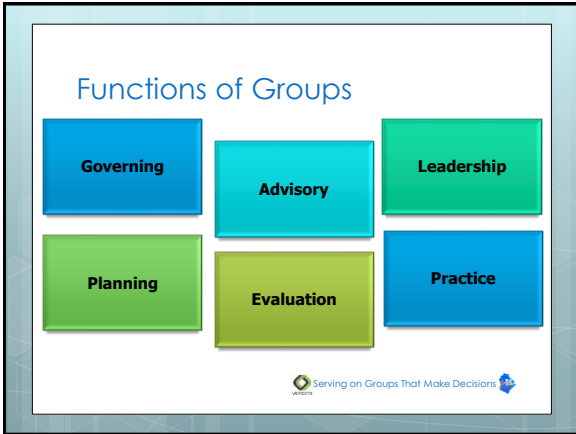 Functions of Groups
Governing
Advisory
Leadership
Planning
Evaluation
Practice
Serving on Groups That Make Decisions